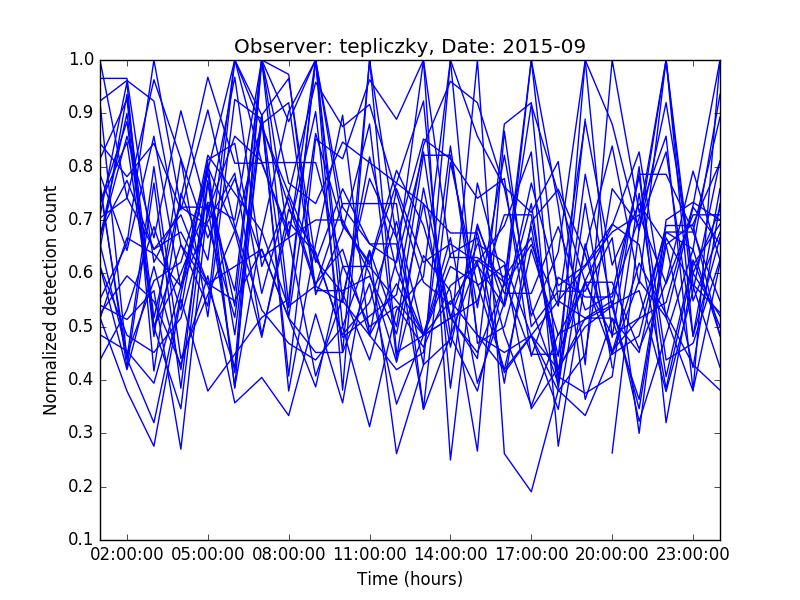 Observer: tepliczky, Date: 2015-09
1.0
0.9
0.8
0.7
0.6
0.5
0.4
0.3
0.2
0.1
Normalized detection count
02:00:00 05:00:00 08:00:00 11:00:00 14:00:00 17:00:00 20:00:00 23:00:00
Time (hours)